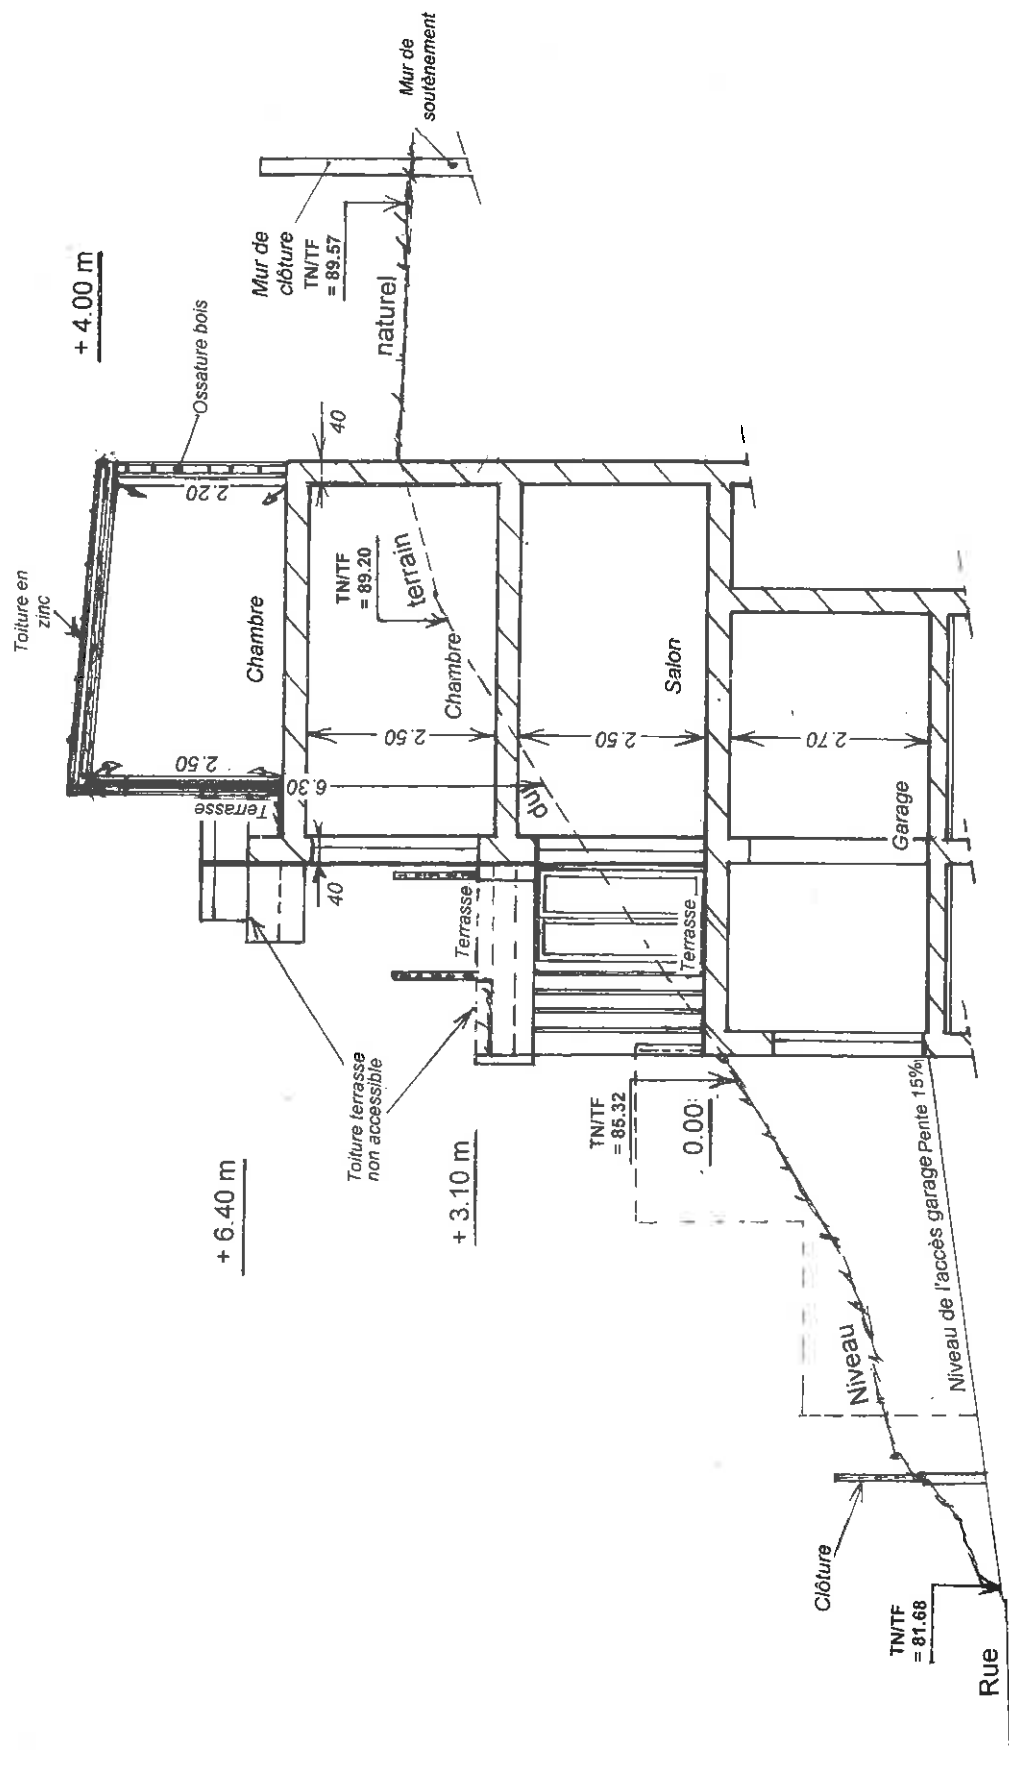 Toiture en
zinc
+ 4.00 m
Ossature bois
2.20
2.50
Chambre
Terrasse
Mur de
clôture
Mur de
soutènement
TN/TF
= 89.57
naturel
40
40
6.30
TN/TF
= 89.20
terrain
Chambre
2.50
du
+ 6.40 m
Toiture terrasse
non accessible
Terrasse
+ 3.10 m
Salon
2.50
Terrasse
TN/TF
= 85.32
0.00
2.70
Garage
Niveau
Niveau de l'accès garage Pente 15%
Clôture
TN/TF
= 81.68
Rue